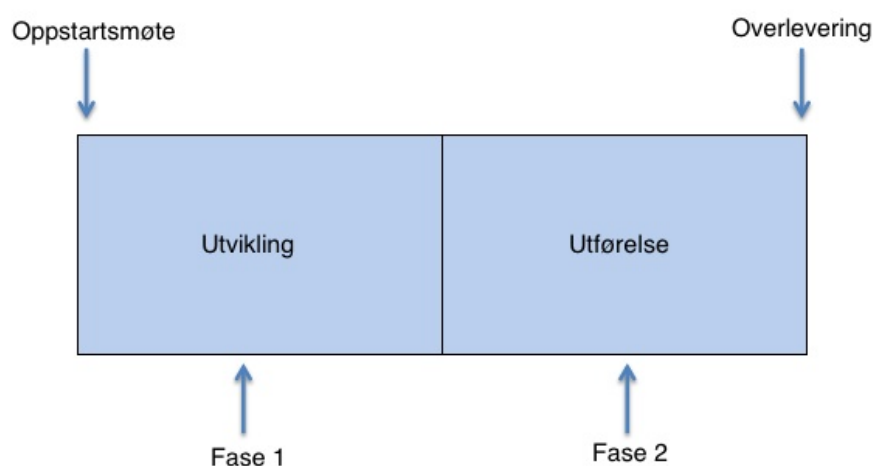 Oppstartsmøte
Overlevering
Utvikling
Utførelse
Fase 1
Fase 2